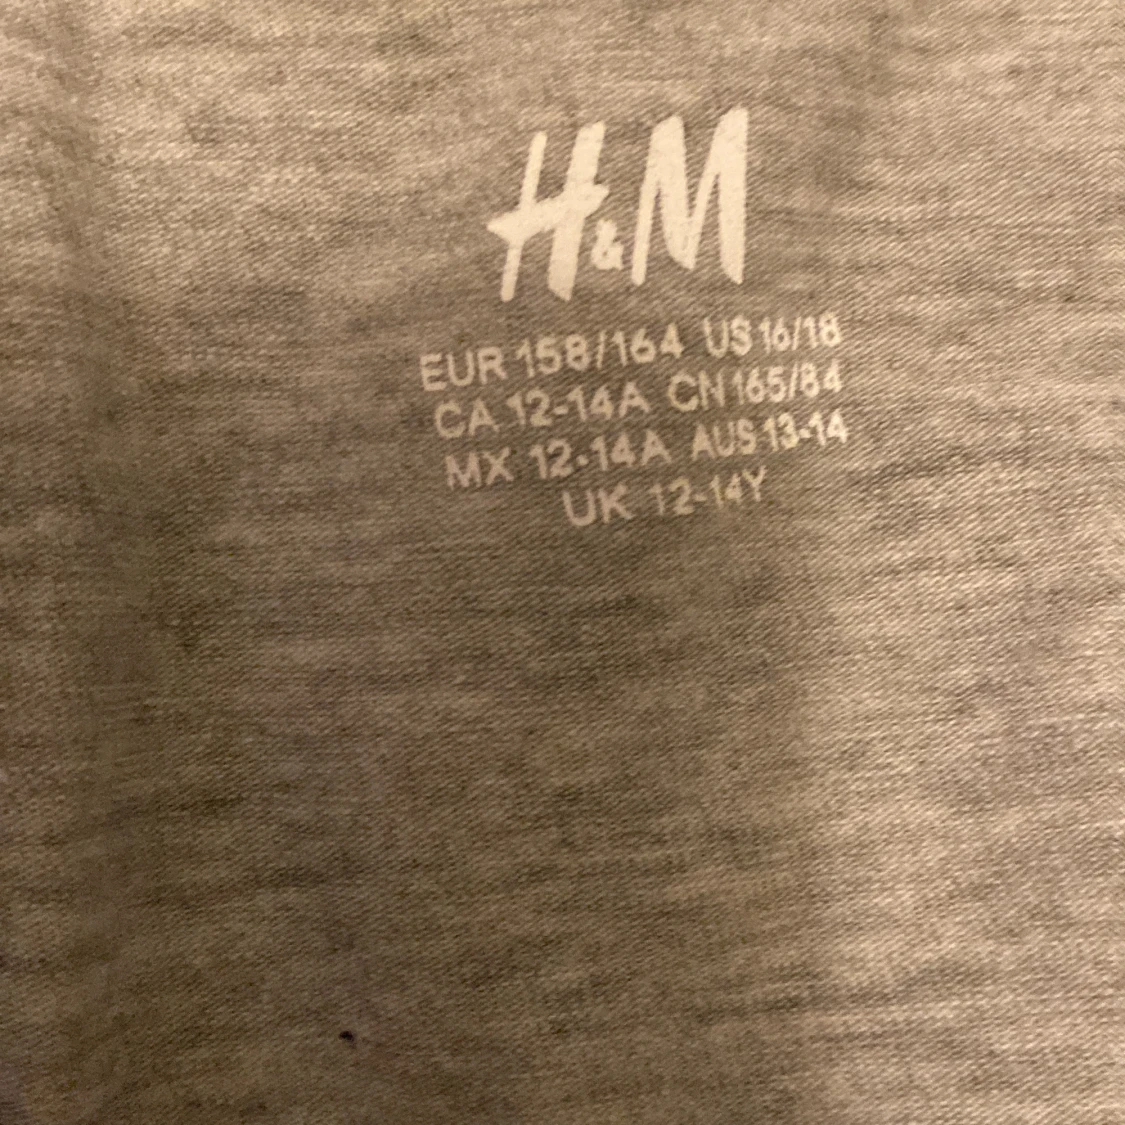 H&M
EUR 158/164 US 16/18
CA 12-14A CN 165/84
MX 12-14A AUS 13-14
UK 12-14Y